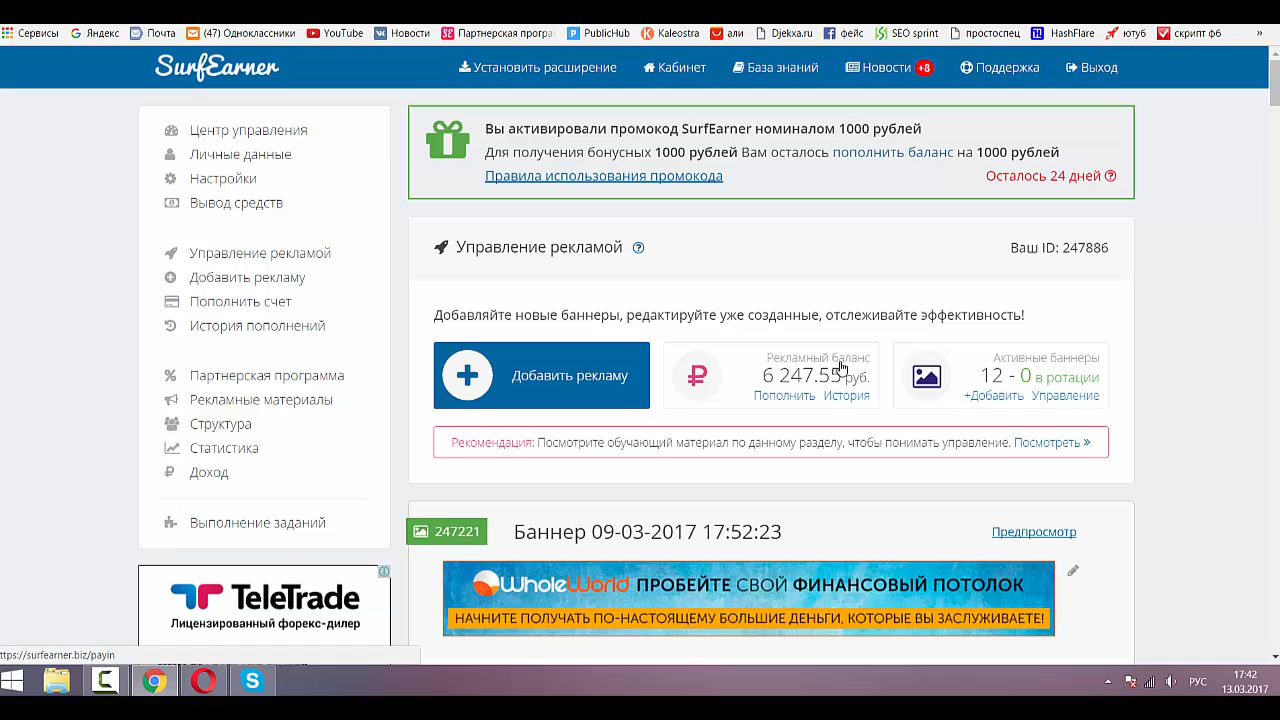 Сервисы Яндекс Почта (47) Одноклассники YouTube Новости Партнерская програ PublicHub Kaleostra али Djekxa.ru фейс SEO sprint простоспец HashFlare ютуб скрипт фб »
SurfEarner
Установить расширение Кабинет База знаний Новости +8 Поддержка Выход
Центр управления
Личные данные
Настройки
Вывод средств
Управление рекламой
Добавить рекламу
Пополнить счет
История пополнений
Партнерская программа
Рекламные материалы
Структура
Статистика
Доход
Выполнение заданий
TeleTrade
Лицензированный форекс-дилер
Вы активировали промокод SurfEarner номиналом 1000 рублей
Для получения бонусных 1000 рублей Вам осталось пополнить баланс на 1000 рублей
Правила использования промокода
Осталось 24 дней
Управление рекламой
Ваш ID: 247886
Добавляйте новые баннеры, редактируйте уже созданные, отслеживайте эффективность!
Добавить рекламу
Рекламный баланс
6 247.55 руб.
Пополнить История
Активные баннеры
12 - 0 в ротации
+Добавить Управление
Рекомендация: Посмотрите обучающий материал по данному разделу, чтобы понимать управление. Посмотреть »
247221
Баннер 09-03-2017 17:52:23
Предпросмотр
WholeWorld ПРОБЕЙТЕ СВОЙ ФИНАНСОВЫЙ ПОТОЛОК
НАЧНИТЕ ПОЛУЧАТЬ ПО-НАСТОЯЩЕМУ БОЛЬШИЕ ДЕНЬГИ, КОТОРЫЕ ВЫ ЗАСЛУЖИВАЕТЕ!
ttps://surfearner.biz/payin
РУС
17:42
13.03.2017